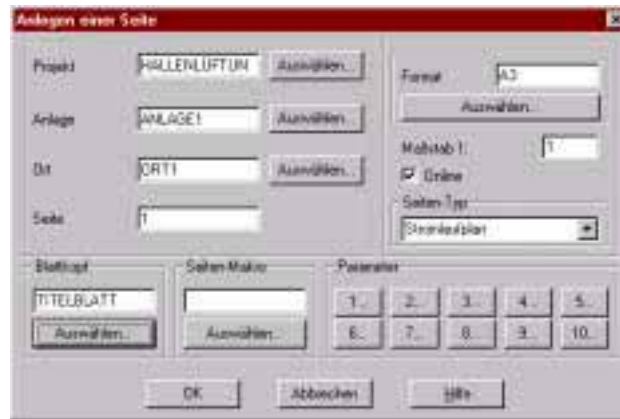 Anlegen einer Seite
Projekt HALLENLÜFTUN Auswählen...
Anlage ANLAGE1 Auswählen...
Ort ORT1 Auswählen...
Seite 1
Format A3
Auswählen...
Maßstab 1: 1
Online
Seiten-Typ
Stromlaufplan
Blattkopf
TITELBLATT
Auswählen...
Seiten-Makro
Auswählen...
Parameter
1... 2... 3... 4... 5...
6... 7... 8... 9... 10...
OK Abbrechen Hilfe